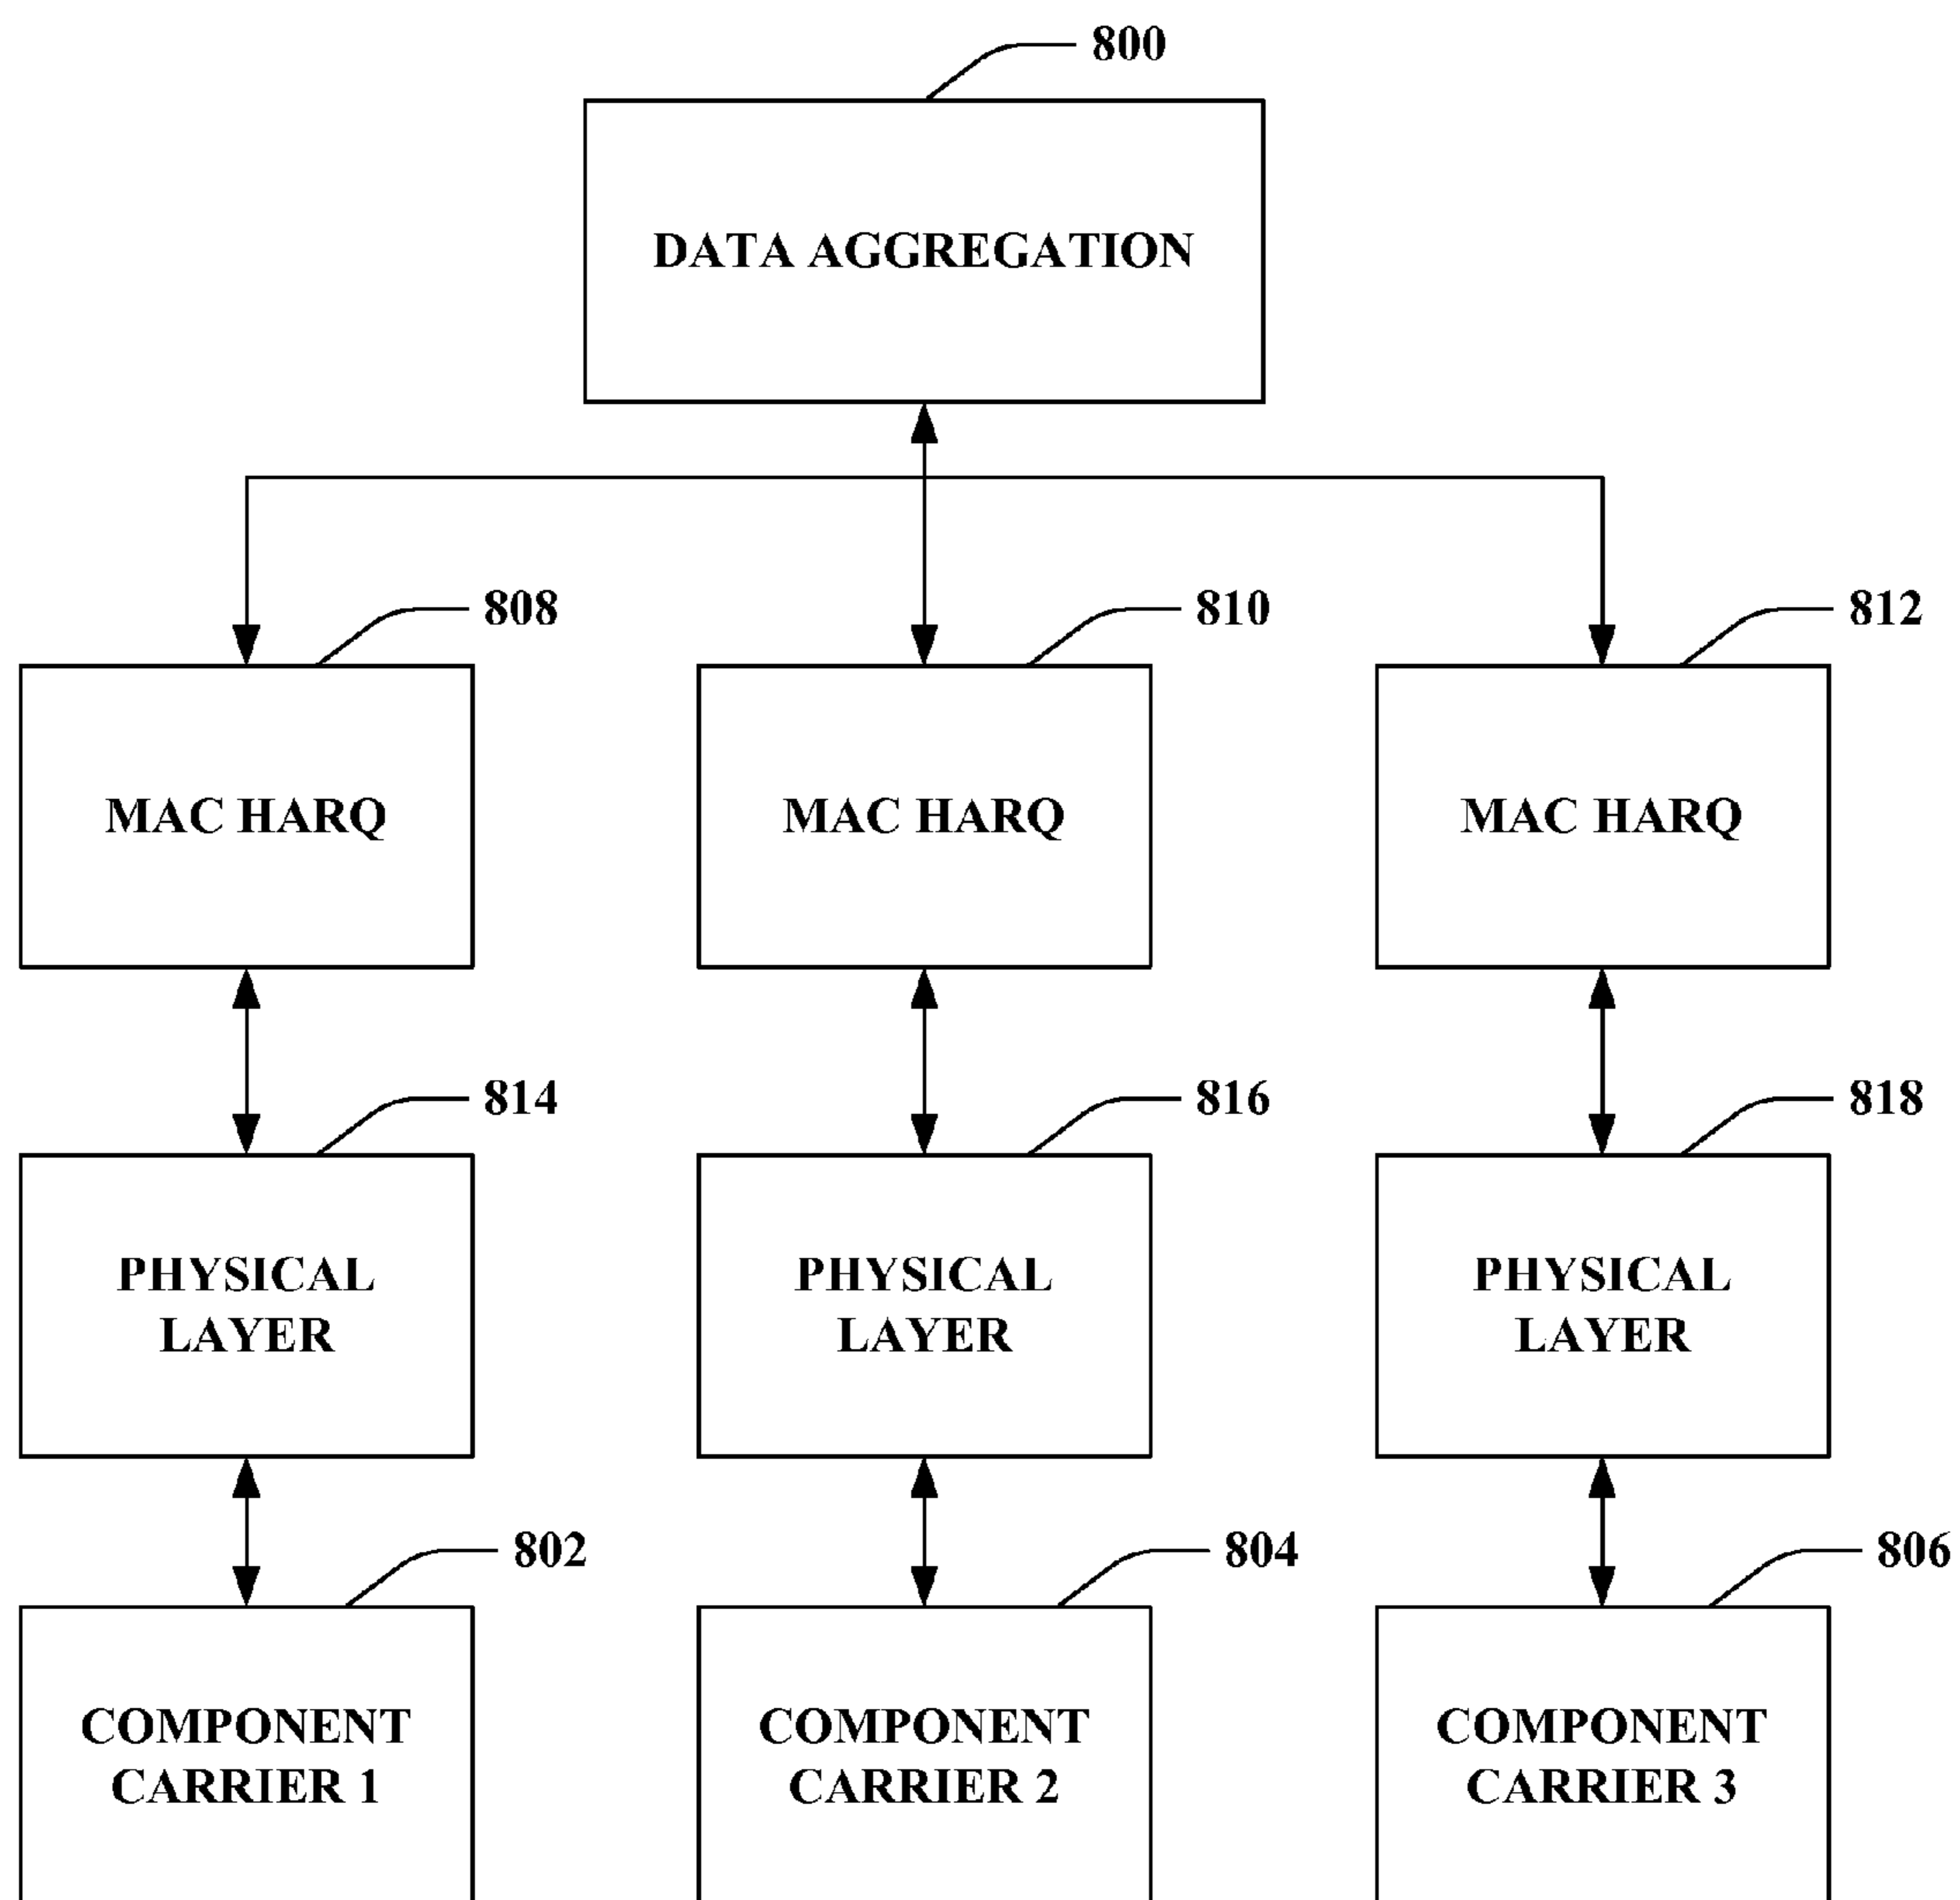 800
DATA AGGREGATION
808
810
812
MAC HARQ
MAC HARQ
MAC HARQ
814
816
818
PHYSICAL
LAYER
PHYSICAL
LAYER
PHYSICAL
LAYER
802
804
806
COMPONENT
CARRIER 1
COMPONENT
CARRIER 2
COMPONENT
CARRIER 3